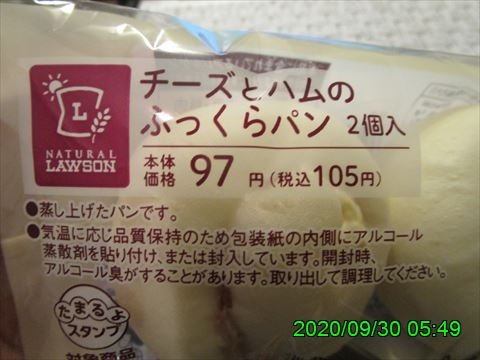 L
NATURAL
LAWSON
チーズとハムの
ふっくらパン 2個入
本体価格 97円(税込105円)
●蒸し上げたパンです。
●気温に応じ品質保持のため包装紙の内側にアルコール
蒸散剤を貼り付け、または封入しています。開封時、
アルコール臭がすることがあります。取り出して調理してください。
たまるよ
スタンプ
対象商品
2020/09/30 05:49